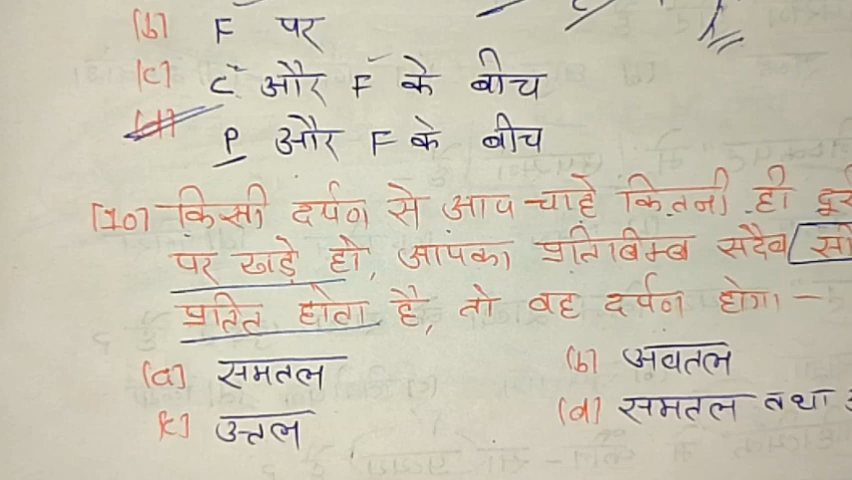 (b) F पर
(c) C और F के बीच
(d) P और F के बीच
(10) किसी दर्पण से आप चाहे कितनी ही
पर खड़े हो, आपका प्रतिबिम्ब सदैव
प्रतित होता है, तो वह दर्पण होगा -
(a) समतल (b) अवतल
(c) उत्तल (d) समतल तथा